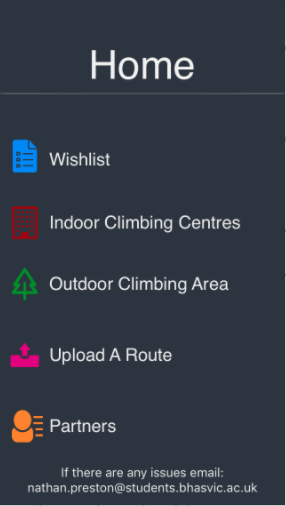 Home
Wishlist
Indoor Climbing Centres
Outdoor Climbing Area
Upload A Route
Partners
If there are any issues email:
nathan.preston@students.bhasvic.ac.uk